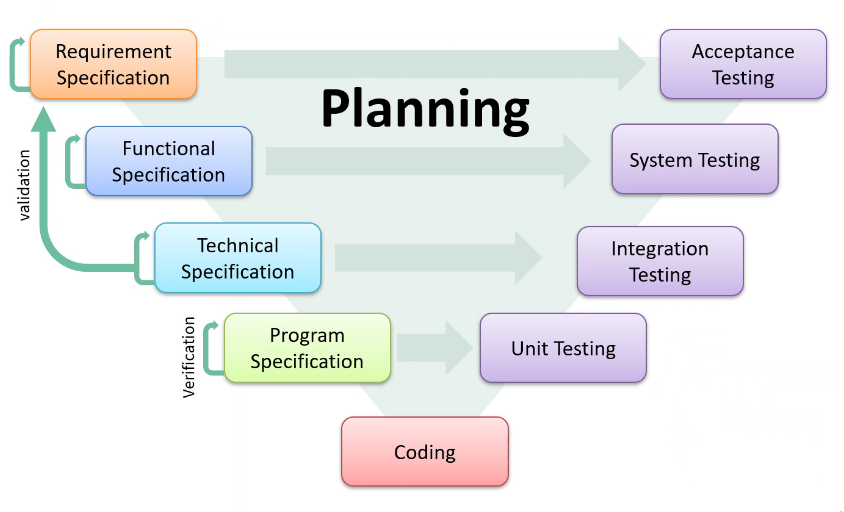 Planning
Requirement
Specification
Acceptance
Testing
Functional
Specification
System Testing
validation
Technical
Specification
Integration
Testing
Verification
Program
Specification
Unit Testing
Coding